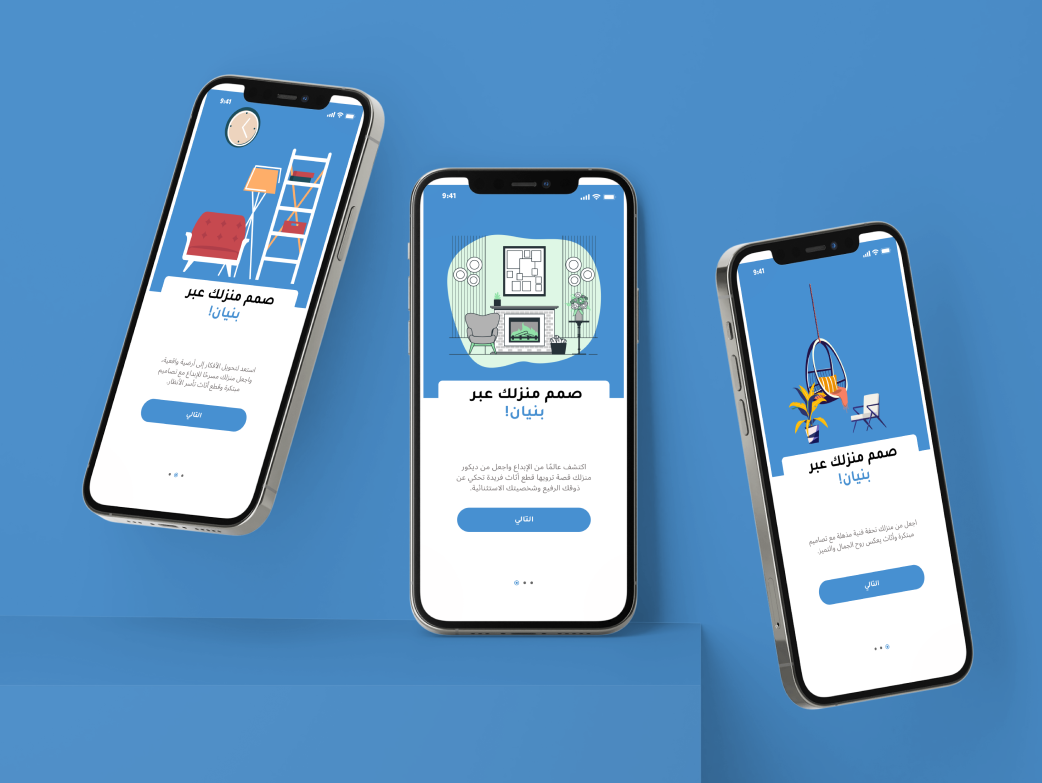 9:41
صمم منزلك عبر
بنيان!
استعد لتحويل الأفكار إلى أرضية واقعية،
واجعل منزلك مسرحًا للإبداع مع تصاميم
مبتكرة وقطع أثاث تأسر الأنظار.
التالي
9:41
صمم منزلك عبر
بنيان!
اكتشف عالمًا من الإبداع واجعل من ديكور
منزلك قصة ترويها قطع أثاث فريدة تحكي عن
ذوقك الرفيع وشخصيتك الاستثنائية.
التالي
9:41
صمم منزلك عبر
بنيان!
اجعل من منزلك تحفة فنية مذهلة مع تصاميم
مبتكرة وأثاث يعكس روح الجمال والتميز.
التالي